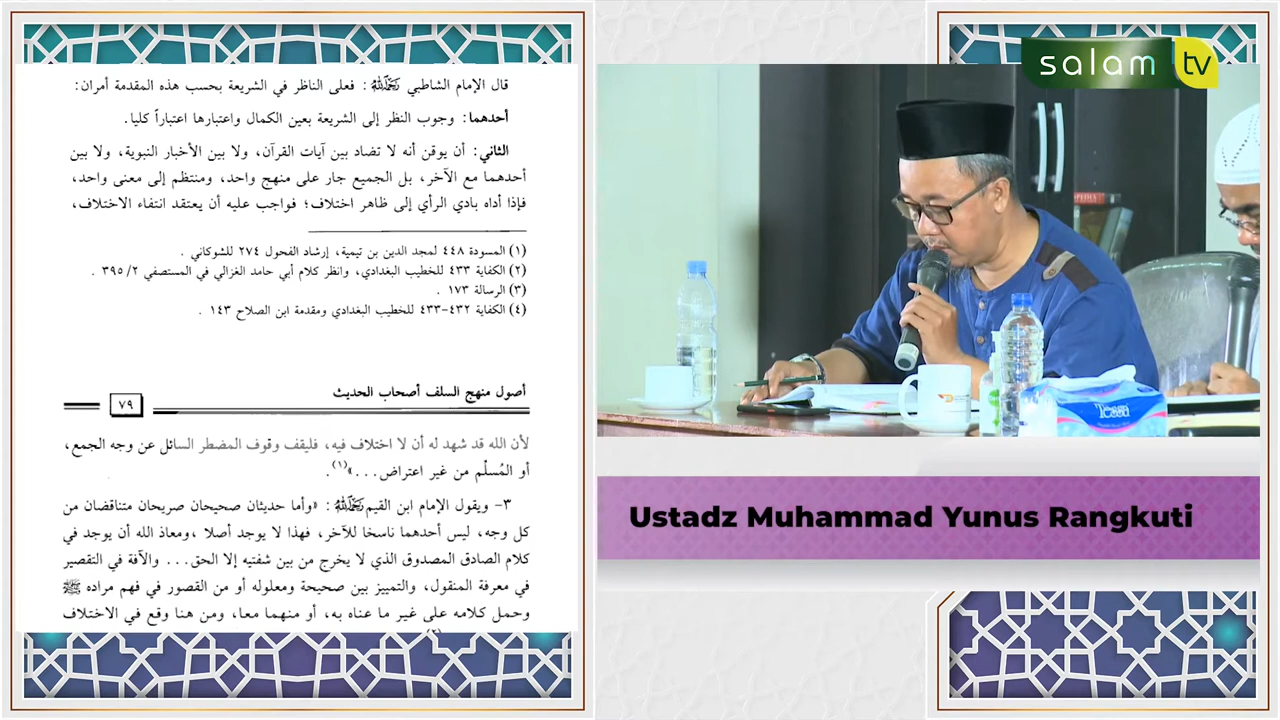 قال الإمام الشاطبي رَحِمَهُ اللهُ : فعلى الناظر في الشريعة بحسب هذه المقدمة أمران:
أحدهما: وجوب النظر إلى الشريعة بعين الكمال واعتبارها اعتباراً كليا.
الثاني: أن يوقن أنه لا تضاد بين آيات القرآن، ولا بين الأخبار النبوية، ولا بين
أحدهما مع الآخر، بل الجميع جار على منهج واحد، ومنتظم إلى معنى واحد،
فإذا أداه بادي الرأي إلى ظاهر اختلاف؛ فواجب عليه أن يعتقد انتفاء الاختلاف،
(١) المسودة ٤٤٨ لمجد الدين بن تيمية، إرشاد الفحول ٢٧٤ للشوكاني .
(٢) الكفاية ٤٣٣ للخطيب البغدادي، وانظر كلام أبي حامد الغزالي في المستصفي ٢/ ٣٩٥ .
(٣) الرسالة ١٧٣ .
(٤) الكفاية ٤٣٢-٤٣٣ للخطيب البغدادي ومقدمة ابن الصلاح ١٤٣ .
أصول منهج السلف أصحاب الحديث ٧٩
لأن الله قد شهد له أن لا اختلاف فيه، فليقف وقوف المضطر السائل عن وجه الجمع،
أو المُسلّم من غير اعتراض...»(١).
٣- ويقول الإمام ابن القيم رَحِمَهُ اللهُ : «وأما حديثان صحيحان صريحان متناقضان من
كل وجه، ليس أحدهما ناسخا للآخر، فهذا لا يوجد أصلا ،ومعاذ الله أن يوجد في
كلام الصادق المصدوق الذي لا يخرج من بين شفتيه إلا الحق... والآفة في التقصير
في معرفة المنقول، والتمييز بين صحيحة ومعلوله أو من القصور في فهم مراده ﷺ
وحمل كلامه على غير ما عناه به، أو منهما معا، ومن هنا وقع في الاختلاف
salam tv
Tessa
Ustadz Muhammad Yunus Rangkuti